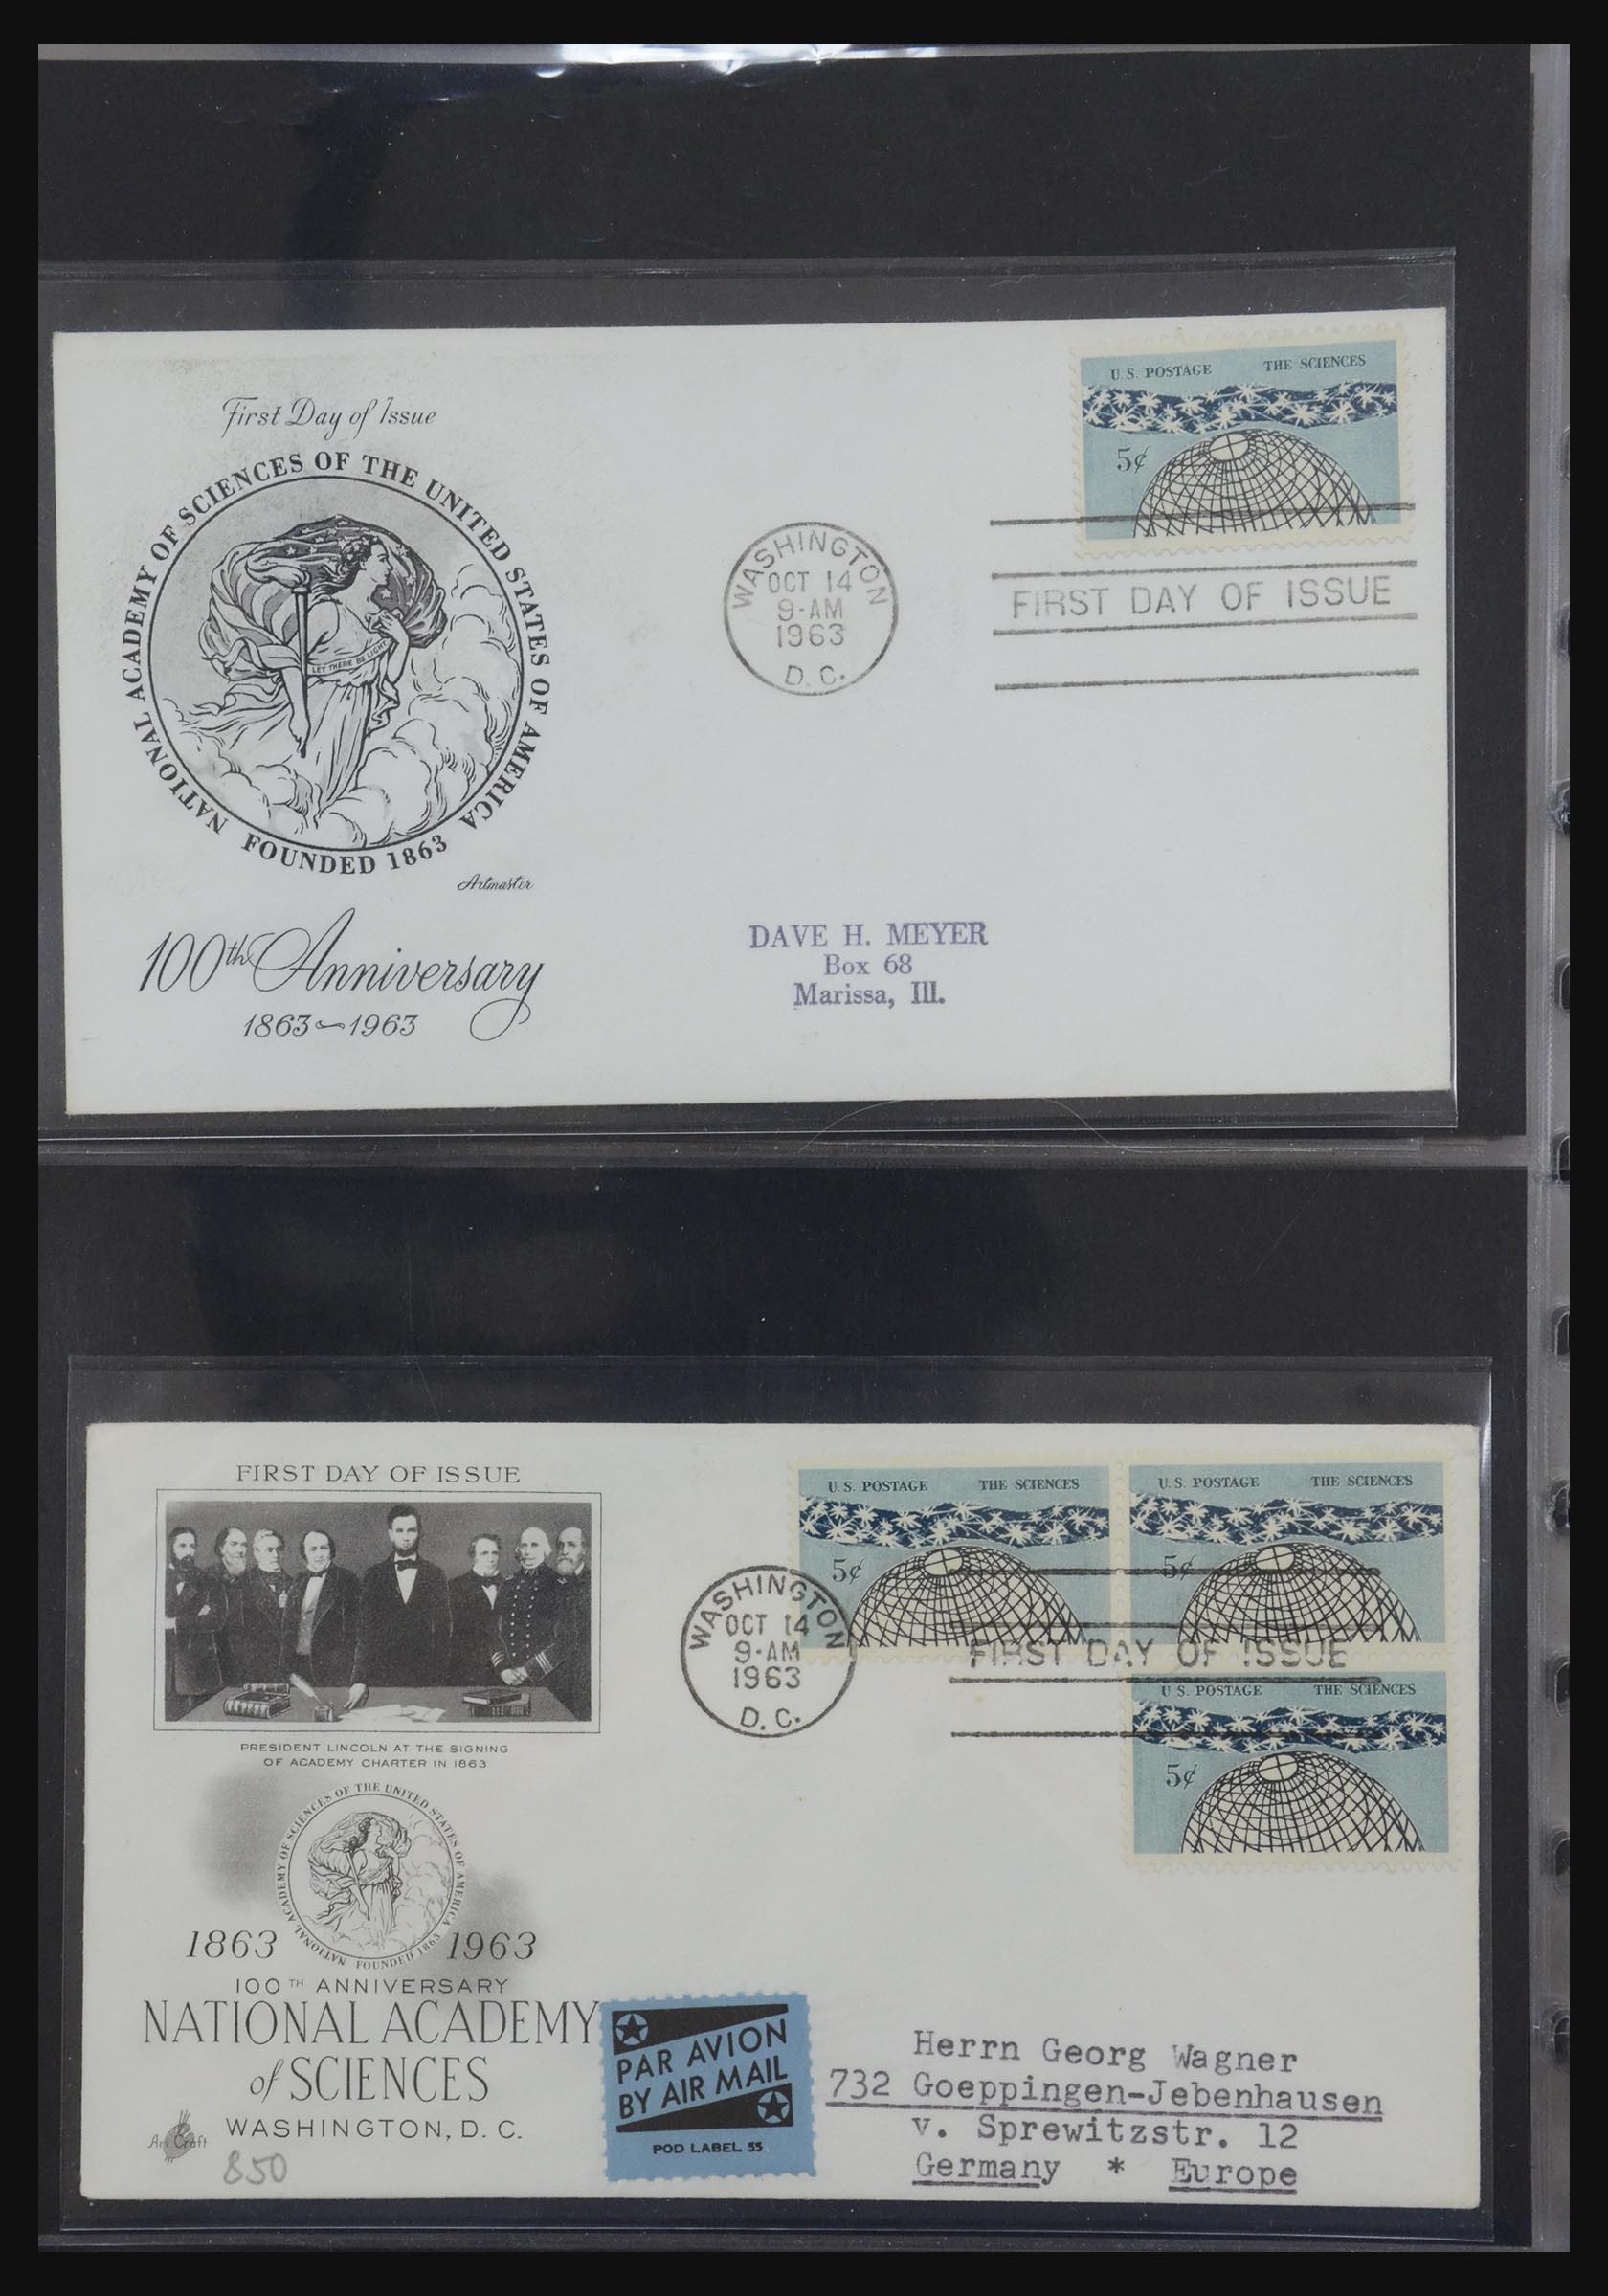 First Day of Issue
NATIONAL ACADEMY OF SCIENCES OF THE UNITED STATES OF AMERICA
FOUNDED 1863
LET THERE BE LIGHT
Artmaster
100th Anniversary
1863~1963
U.S. POSTAGE THE SCIENCES
5¢
WASHINGTON
OCT 14
9-AM
1963
D.C.
FIRST DAY OF ISSUE
DAVE H. MEYER
Box 68
Marissa, Ill.
FIRST DAY OF ISSUE
PRESIDENT LINCOLN AT THE SIGNING
OF ACADEMY CHARTER IN 1863
NATIONAL ACADEMY OF SCIENCES OF THE UNITED STATES OF AMERICA
FOUNDED 1863
1863 1963
100TH ANNIVERSARY
NATIONAL ACADEMY
of SCIENCES
WASHINGTON, D. C.
Art Craft
850
U.S. POSTAGE THE SCIENCES
5¢
U.S. POSTAGE THE SCIENCES
5¢
U.S. POSTAGE THE SCIENCES
5¢
WASHINGTON
OCT 14
9-AM
1963
D.C.
FIRST DAY OF ISSUE
PAR AVION
BY AIR MAIL
POD LABEL 55
Herrn Georg Wagner
732 Goeppingen-Jebenhausen
v. Sprewitzstr. 12
Germany * Europe